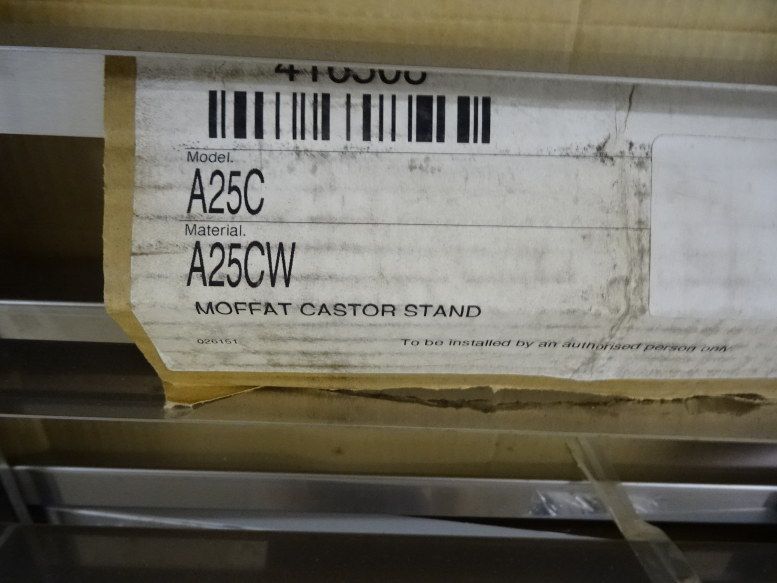 Model.
A25C
Material.
A25CW
MOFFAT CASTOR STAND
026151
To be installed by an authorised person only.